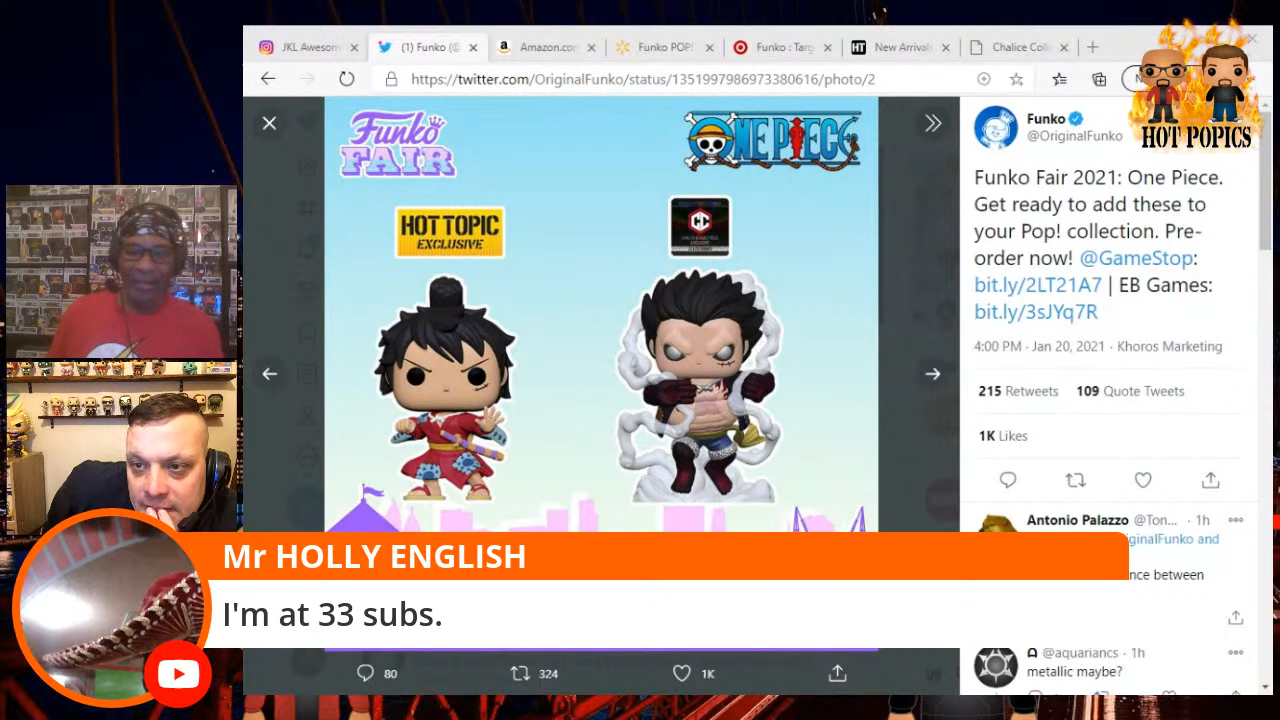 JKL Awesom
(1) Funko (@
Amazon.com
Funko POP!
Funko : Targ
HT
New Arrival
Chalice Coll
https://twitter.com/OriginalFunko/status/1351997986973380616/photo/2
HOT POPICS
Funko FAIR
ONE PIECE
HOT TOPIC
EXCLUSIVE
Funko
@OriginalFunko
Funko Fair 2021: One Piece.
Get ready to add these to
your Pop! collection. Pre-
order now! @GameStop:
bit.ly/2LT21A7 | EB Games:
bit.ly/3sJYq7R
4:00 PM · Jan 20, 2021 · Khoros Marketing
215 Retweets 109 Quote Tweets
1K Likes
Antonio Palazzo @Ton... · 1h
iginalFunko and
nce between
@aquariancs · 1h
metallic maybe?
80 324 1K
Mr HOLLY ENGLISH
I'm at 33 subs.